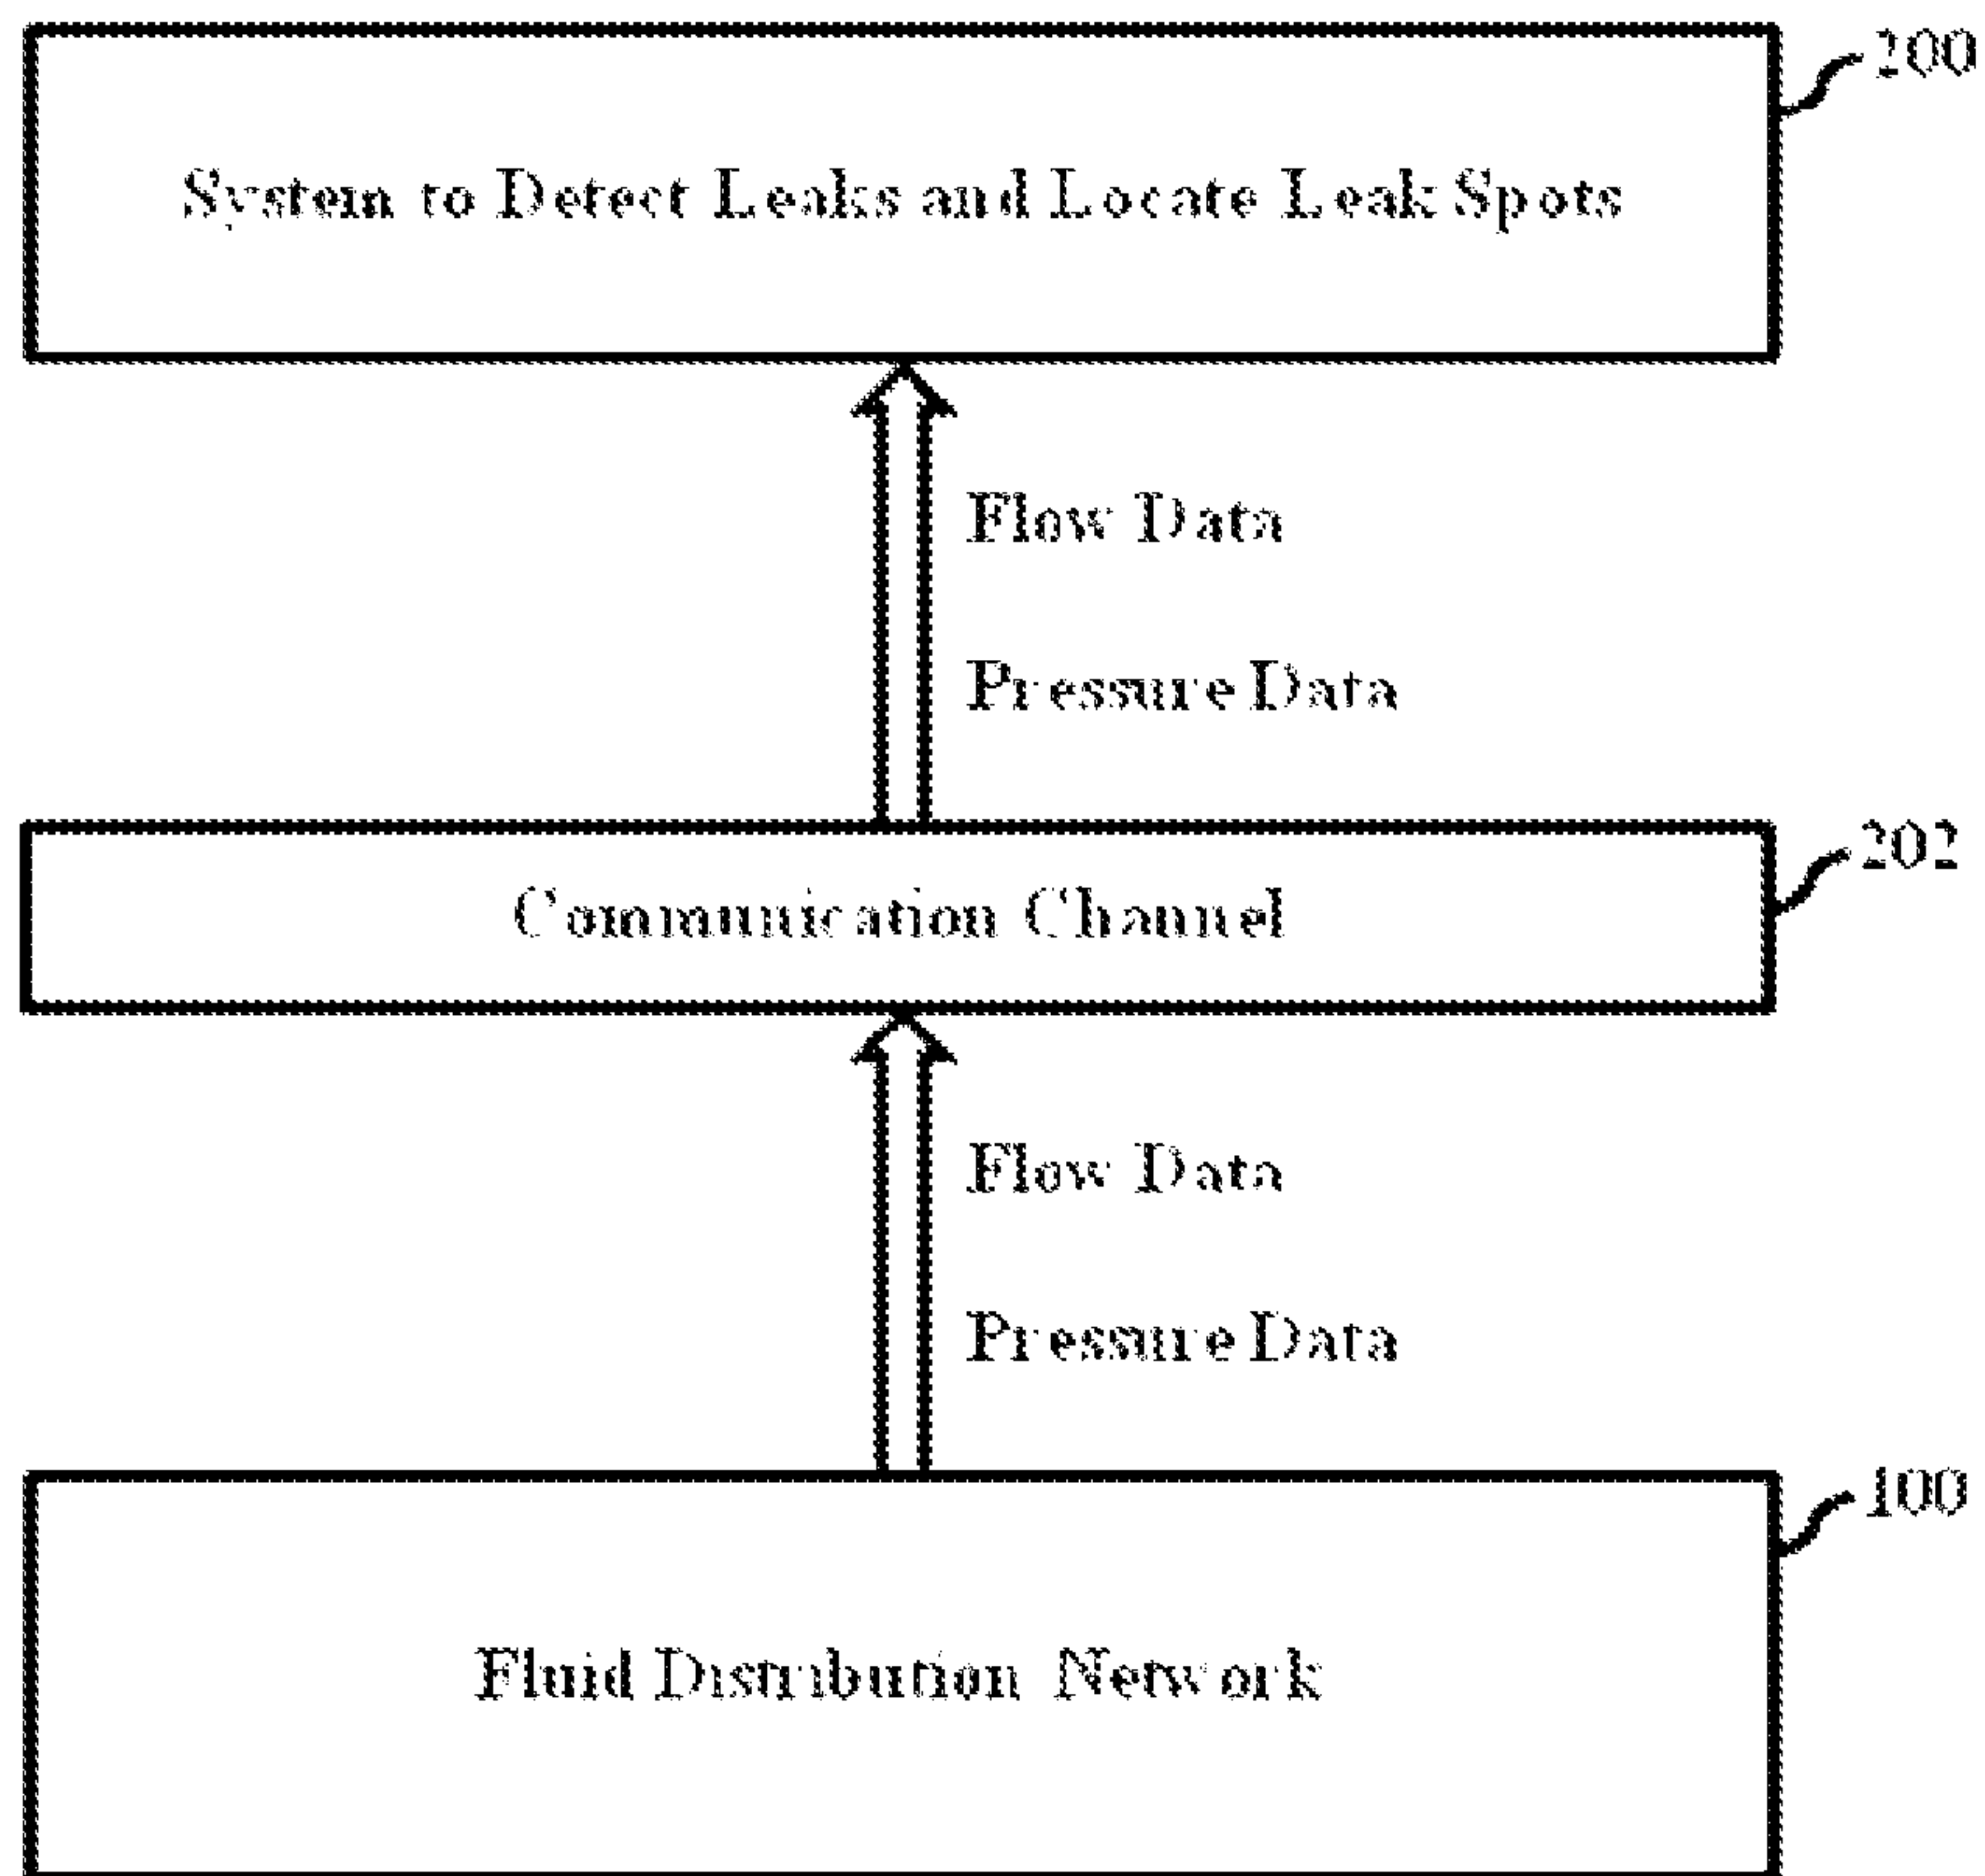 200
System to Detect Leaks and Locate Leak Spots
Flow Data
Pressure Data
202
Communication Channel
Flow Data
Pressure Data
100
Fluid Distribution Network